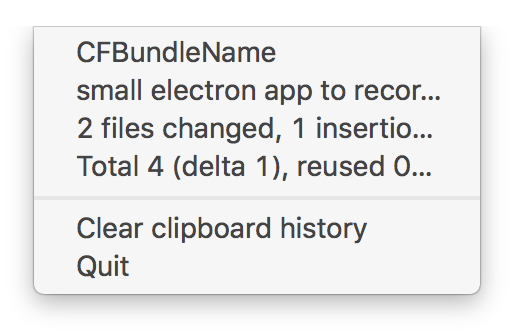 CFBundleName
small electron app to recor...
2 files changed, 1 insertio...
Total 4 (delta 1), reused 0...
Clear clipboard history
Quit